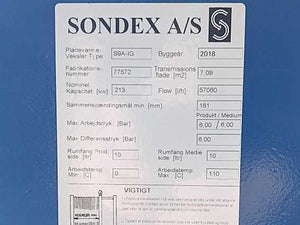 SONDEX A/S
Pladevarme-
Veksler Type: S9A-IG Byggeår: 2018
Fabrikations-
nummer 77572 Transmissions
flade: [m2] 7,09
Nominel
Kapacitet: [kw] 213 Flow [l/st] 57060
Sammenspændingsmål min: [mm] 181
Produkt / Medium
Max Arbejdstryk: [Bar] 6,00 6,00
Max Differenstryk: [Bar] 6,00
Rumfang Prod
side: [ltr] 10 Rumfang Medie
side: [ltr] 10
Arbejdstemp
Min: [C] 0 Arbejdstemp
Max: [C] 110
VIGTIGT